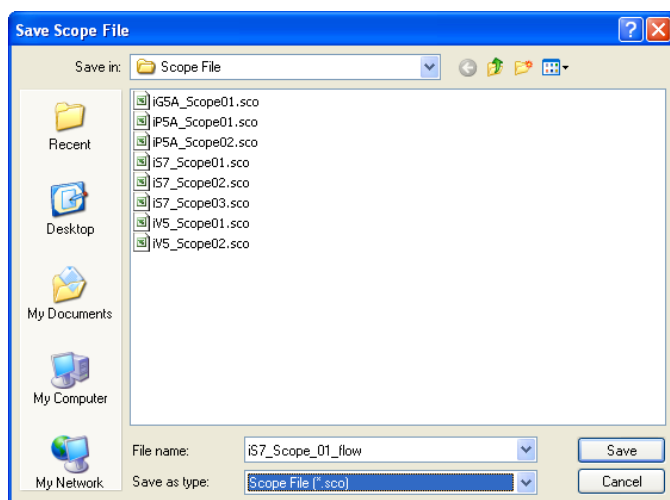 Save Scope File
Save in: Scope File
iG5A_Scope01.sco
iP5A_Scope01.sco
iP5A_Scope02.sco
iS7_Scope01.sco
iS7_Scope02.sco
iS7_Scope03.sco
iV5_Scope01.sco
iV5_Scope02.sco
Recent
Desktop
My Documents
My Computer
My Network
File name: iS7_Scope_01_flow Save
Save as type: Scope File (*.sco) Cancel